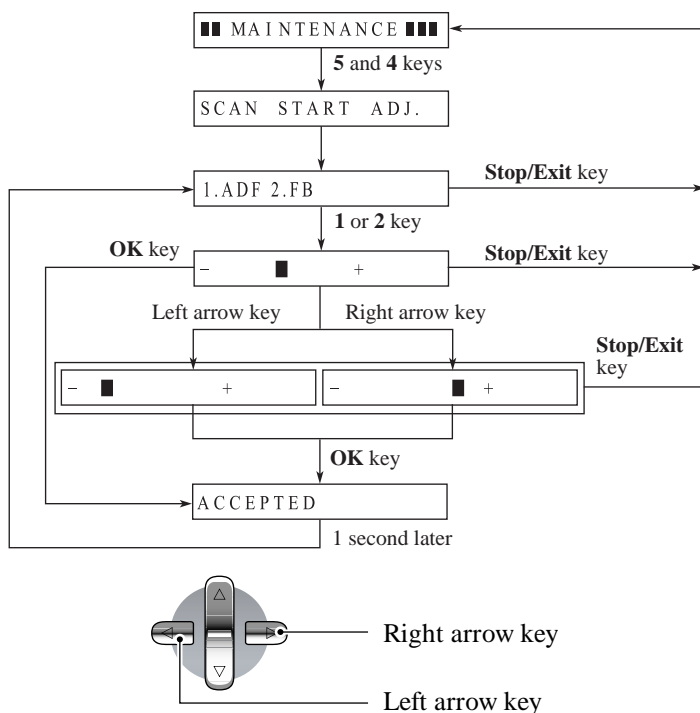 MAINTENANCE
5 and 4 keys
SCAN START ADJ.
1.ADF 2.FB
Stop/Exit key
1 or 2 key
OK key
- +
Stop/Exit key
Left arrow key
Right arrow key
Stop/Exit
key
- +
- +
OK key
ACCEPTED
1 second later
Right arrow key
Left arrow key